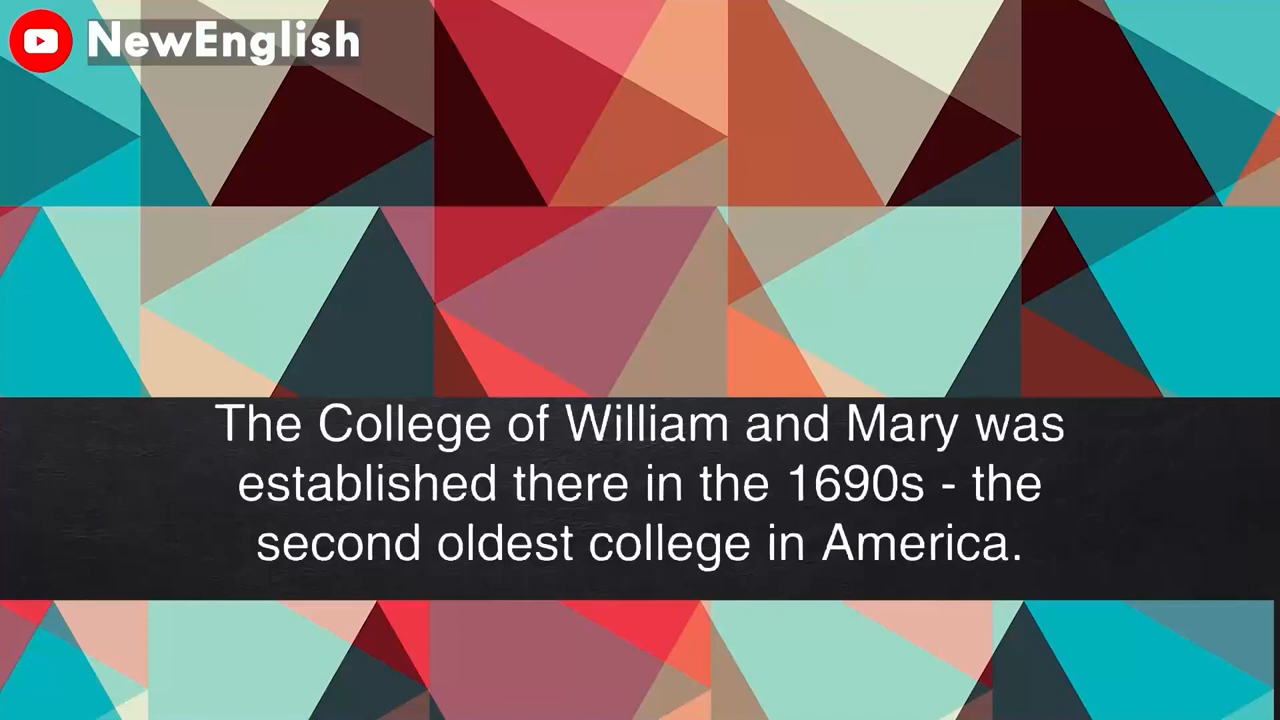 NewEnglish
The College of William and Mary was
established there in the 1690s - the
second oldest college in America.